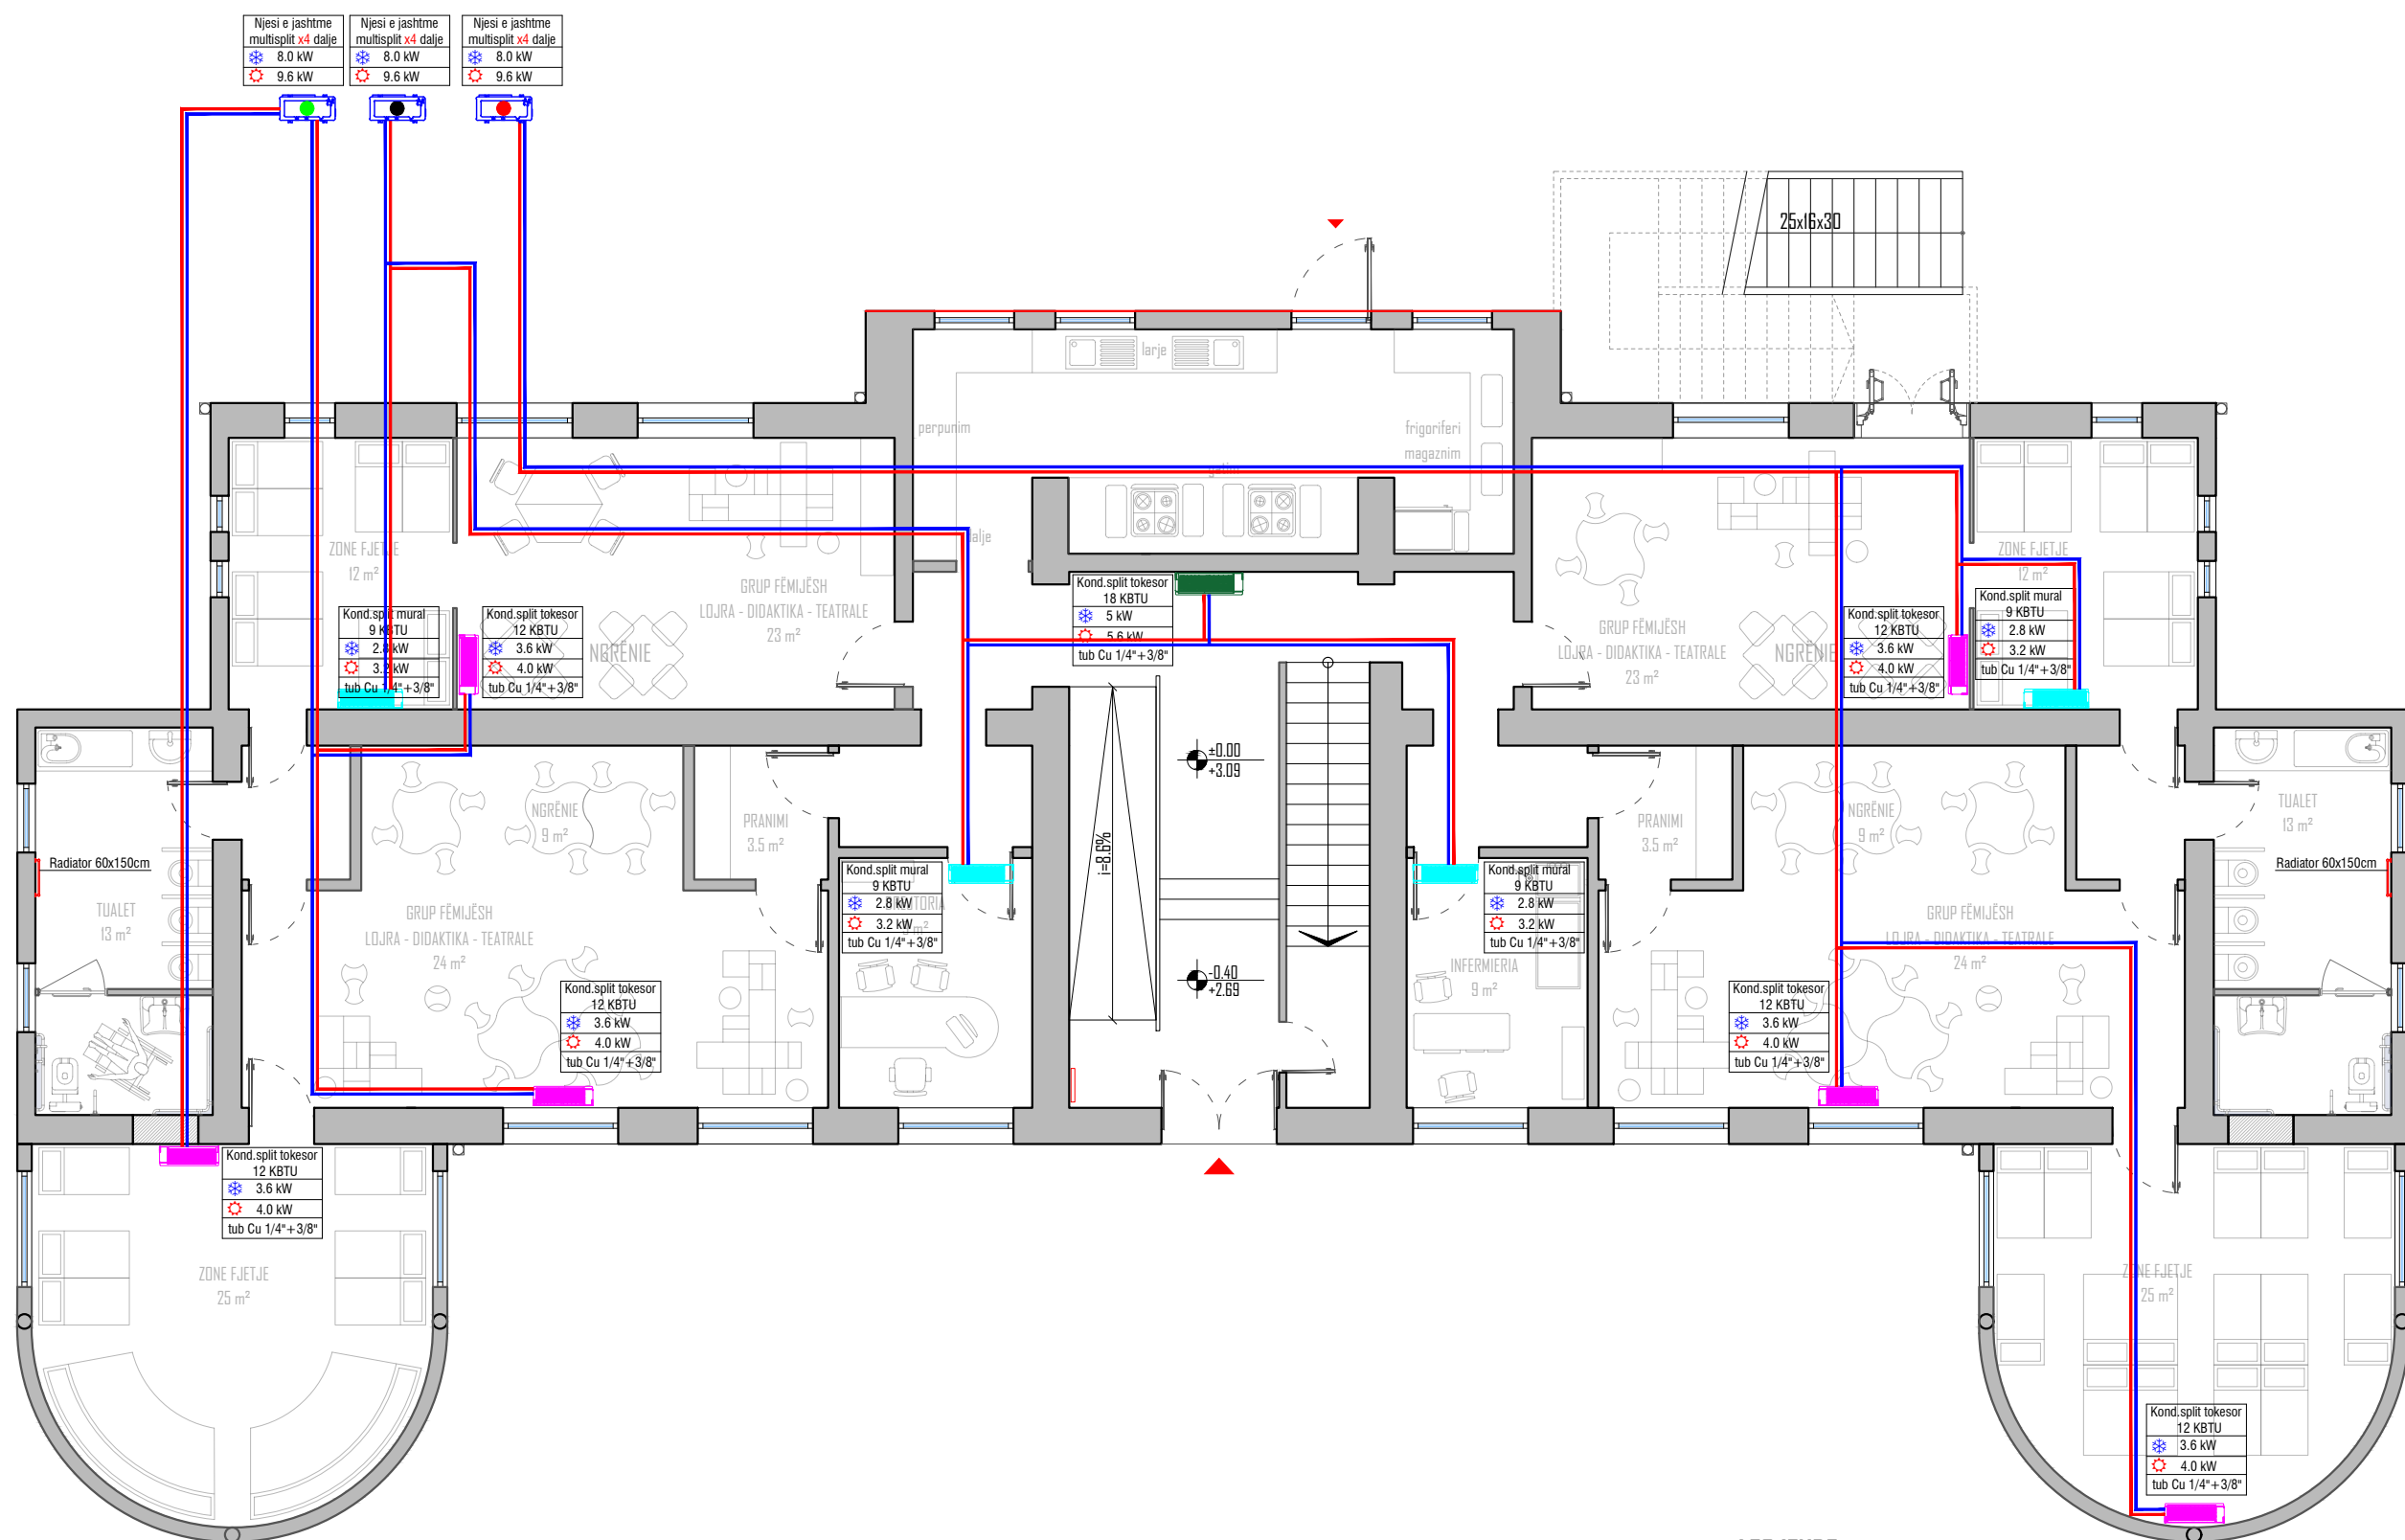 Njesi e jashtme
multisplit x4 dalje
8.0 kW
9.6 kW
Njesi e jashtme
multisplit x4 dalje
8.0 kW
9.6 kW
Njesi e jashtme
multisplit x4 dalje
8.0 kW
9.6 kW
25x16x30
larje
perpunim
frigoriferi
magaznim
dalje
ZONE FJETJE
12 m²
GRUP FËMIJËSH
LOJRA - DIDAKTIKA - TEATRALE
23 m²
NGRËNIE
Kond.split mural
9 KBTU
2.8 kW
3.2 kW
tub Cu 1/4"+3/8"
Kond.split tokesor
12 KBTU
3.6 kW
4.0 kW
tub Cu 1/4"+3/8"
Kond.split tokesor
18 KBTU
5 kW
5.6 kW
tub Cu 1/4"+3/8"
GRUP FËMIJËSH
LOJRA - DIDAKTIKA - TEATRALE
23 m²
NGRËNIE
Kond.split tokesor
12 KBTU
3.6 kW
4.0 kW
tub Cu 1/4"+3/8"
ZONE FJETJE
12 m²
Kond.split mural
9 KBTU
2.8 kW
3.2 kW
tub Cu 1/4"+3/8"
±0.00
+3.09
i=8.6%
-0.40
+2.69
Radiator 60x150cm
TUALET
13 m²
NGRËNIE
9 m²
PRANIMI
3.5 m²
GRUP FËMIJËSH
LOJRA - DIDAKTIKA - TEATRALE
24 m²
Kond.split tokesor
12 KBTU
3.6 kW
4.0 kW
tub Cu 1/4"+3/8"
Kond.split mural
9 KBTU
2.8 kW
3.2 kW
tub Cu 1/4"+3/8"
Kond.split mural
9 KBTU
2.8 kW
3.2 kW
tub Cu 1/4"+3/8"
INFERMIERIA
9 m²
PRANIMI
3.5 m²
NGRËNIE
9 m²
GRUP FËMIJËSH
LOJRA - DIDAKTIKA - TEATRALE
24 m²
Kond.split tokesor
12 KBTU
3.6 kW
4.0 kW
tub Cu 1/4"+3/8"
TUALET
13 m²
Radiator 60x150cm
Kond.split tokesor
12 KBTU
3.6 kW
4.0 kW
tub Cu 1/4"+3/8"
ZONE FJETJE
25 m²
ZONE FJETJE
25 m²
Kond.split tokesor
12 KBTU
3.6 kW
4.0 kW
tub Cu 1/4"+3/8"